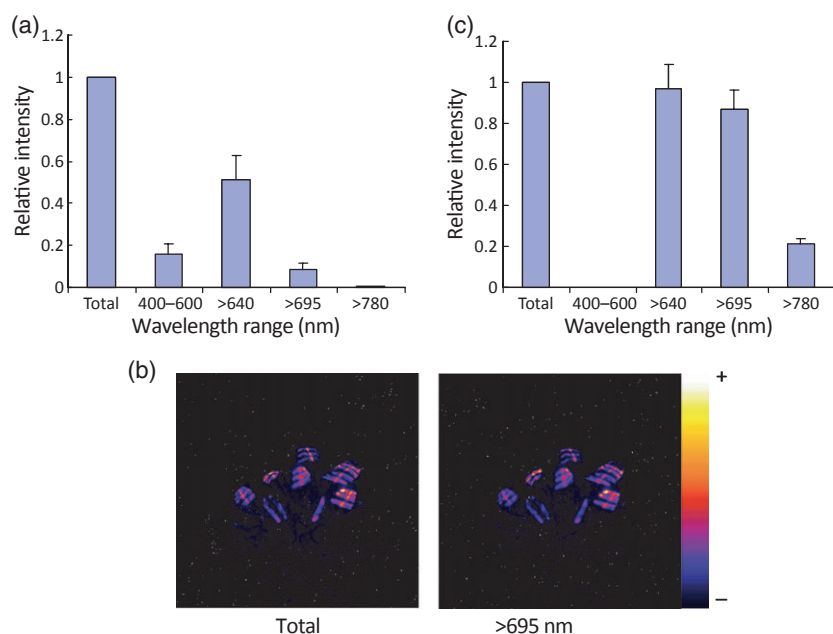 (a)
1.2
1
0.8
0.6
0.4
0.2
0
Relative intensity
Total 400–600 >640 >695 >780
Wavelength range (nm)
(c)
1.2
1
0.8
0.6
0.4
0.2
0
Relative intensity
Total 400–600 >640 >695 >780
Wavelength range (nm)
(b)
+
–
Total >695 nm